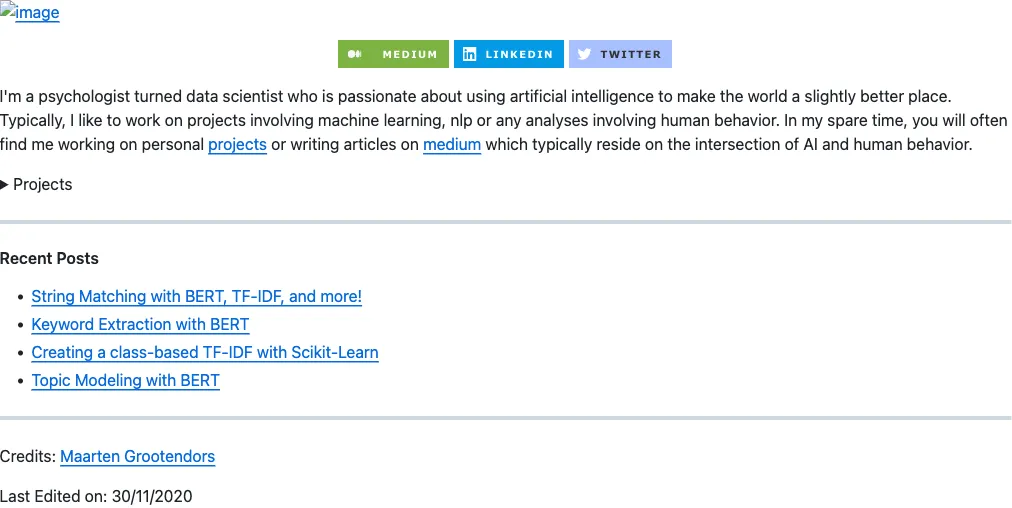 image
MEDIUM LINKEDIN TWITTER
I'm a psychologist turned data scientist who is passionate about using artificial intelligence to make the world a slightly better place.
Typically, I like to work on projects involving machine learning, nlp or any analyses involving human behavior. In my spare time, you will often
find me working on personal projects or writing articles on medium which typically reside on the intersection of AI and human behavior.
Projects
Recent Posts
String Matching with BERT, TF-IDF, and more!
Keyword Extraction with BERT
Creating a class-based TF-IDF with Scikit-Learn
Topic Modeling with BERT
Credits: Maarten Grootendors
Last Edited on: 30/11/2020